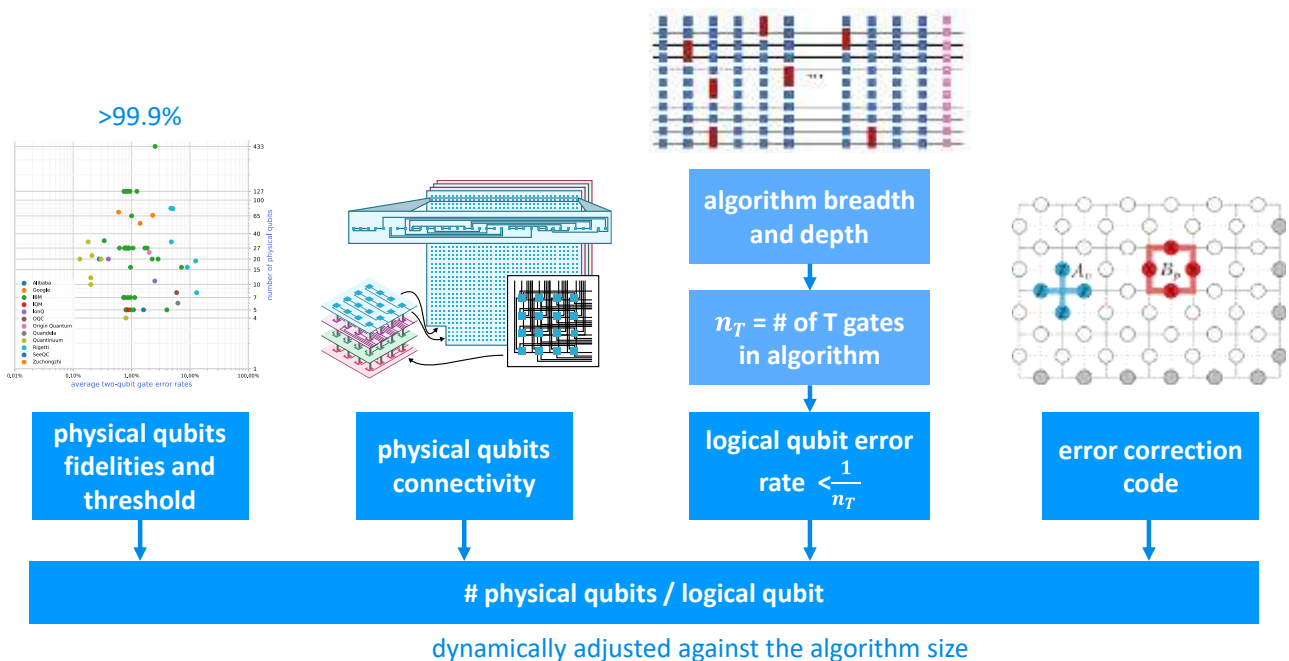 >99.9%
433
127
100
65
40
27
20
15
10
7
5
4
1
number of physical qubits
Alibaba
Google
IBM
IQM
IonQ
OQC
Origin Quantum
Quandela
Quantinuum
Rigetti
SeeQC
Zuchongzhi
0,01%
0,10%
1,00%
10,00%
100,00%
average two-qubit gate error rates
algorithm breadth
and depth
n_T = # of T gates
in algorithm
A_v
B_p
physical qubits
fidelities and
threshold
physical qubits
connectivity
logical qubit error
rate < 1/n_T
error correction
code
# physical qubits / logical qubit
dynamically adjusted against the algorithm size